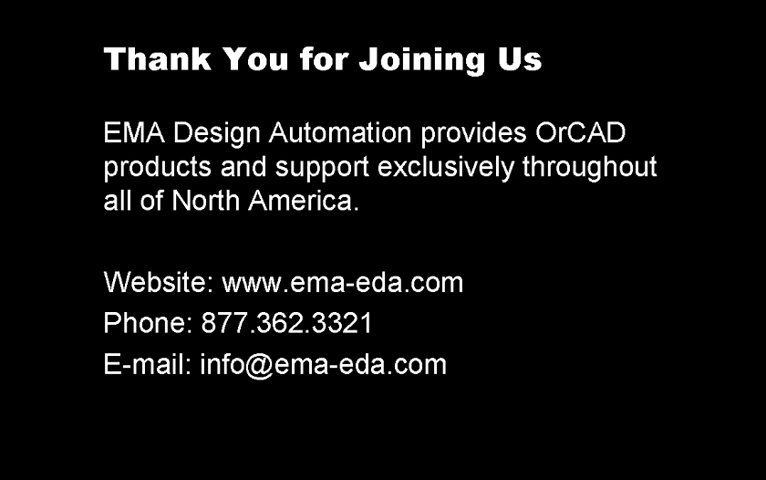 Thank You for Joining Us
EMA Design Automation provides OrCAD
products and support exclusively throughout
all of North America.
Website: www.ema-eda.com
Phone: 877.362.3321
E-mail: info@ema-eda.com